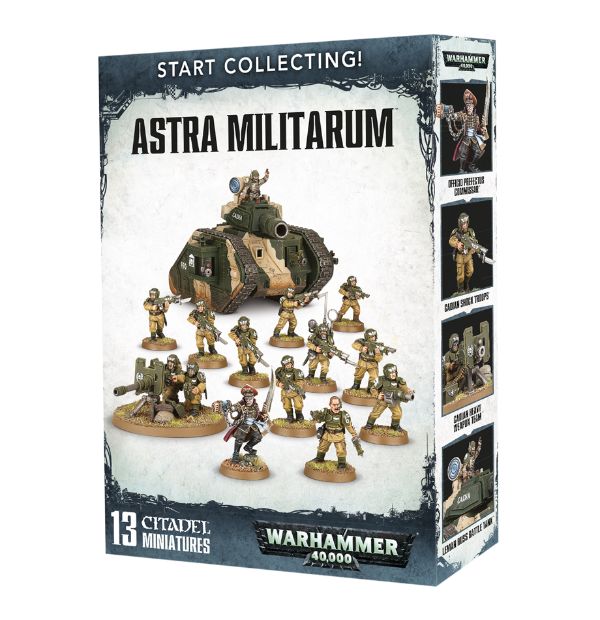 START COLLECTING!
ASTRA MILITARUM
CADIA
13 CITADEL
MINIATURES
WARHAMMER
40,000
WARHAMMER
40,000
OFFICIO PREFECTUS
COMMISSAR
CADIAN SHOCK TROOPS
CADIAN HEAVY
WEAPON TEAM
CADIA
LEMAN RUSS BATTLE TANK